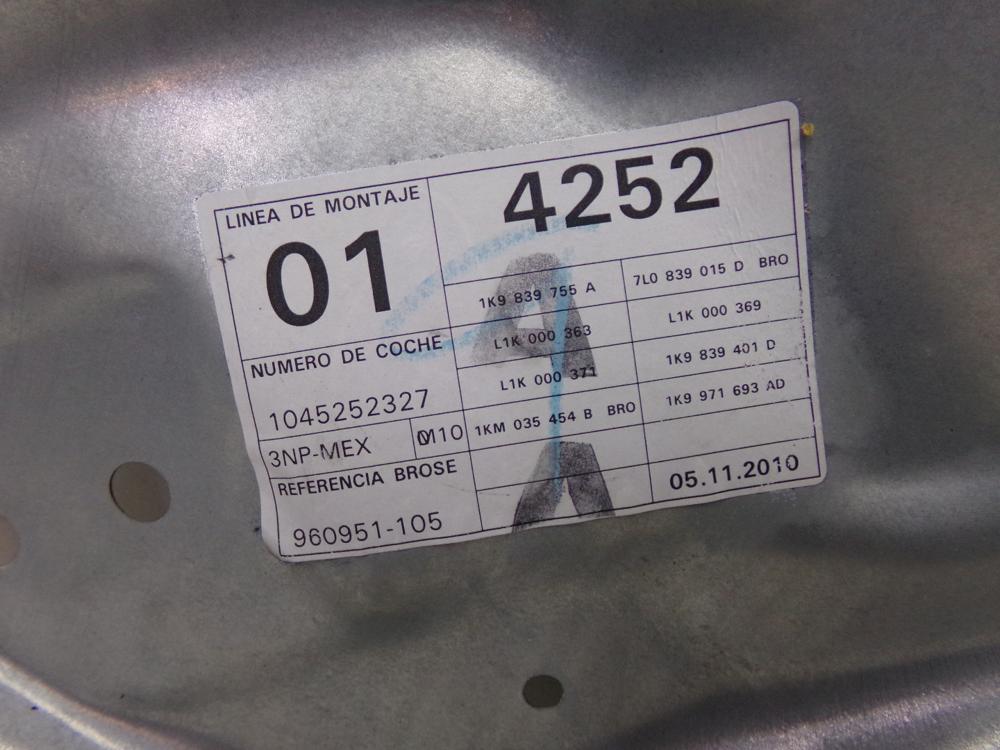 LINEA DE MONTAJE
01
4252
NUMERO DE COCHE
1045252327
3NP-MEX
M10
REFERENCIA BROSE
960951-105
1K9 839 755 A
7L0 839 015 D BRO
L1K 000 363
L1K 000 369
L1K 000 371
1K9 839 401 D
1KM 035 454 B BRO
1K9 971 693 AD
05.11.2010